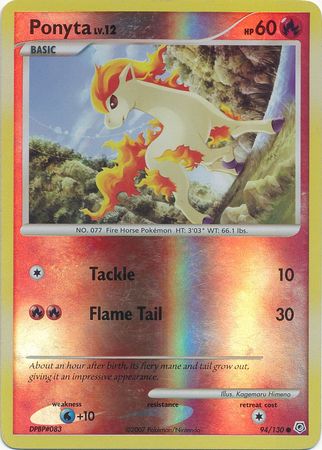 Ponyta LV.12 HP 60
BASIC
NO. 077 Fire Horse Pokémon HT: 3'03" WT: 66.1 lbs.
Tackle 10
Flame Tail 30
About an hour after birth, its fiery mane and tail grow out,
giving it an impressive appearance.
Illus. Kagemaru Himeno
weakness resistance retreat cost
+10
DPBP#083 ©2007 Pokémon/Nintendo 94/130